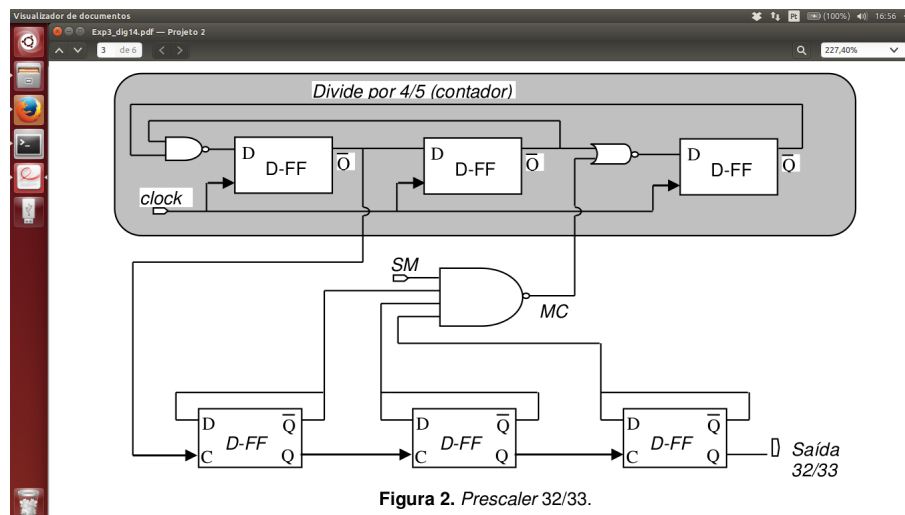 Visualizador de documentos
Pt (100%) 16:56
Exp3_dig14.pdf — Projeto 2
3 de 6 227,40%
Divide por 4/5 (contador)
D D-FF Q
D D-FF Q
D D-FF Q
clock
SM
MC
D Q D-FF C Q
D Q D-FF C Q
D Q D-FF C Q
Saída
32/33
Figura 2. Prescaler 32/33.